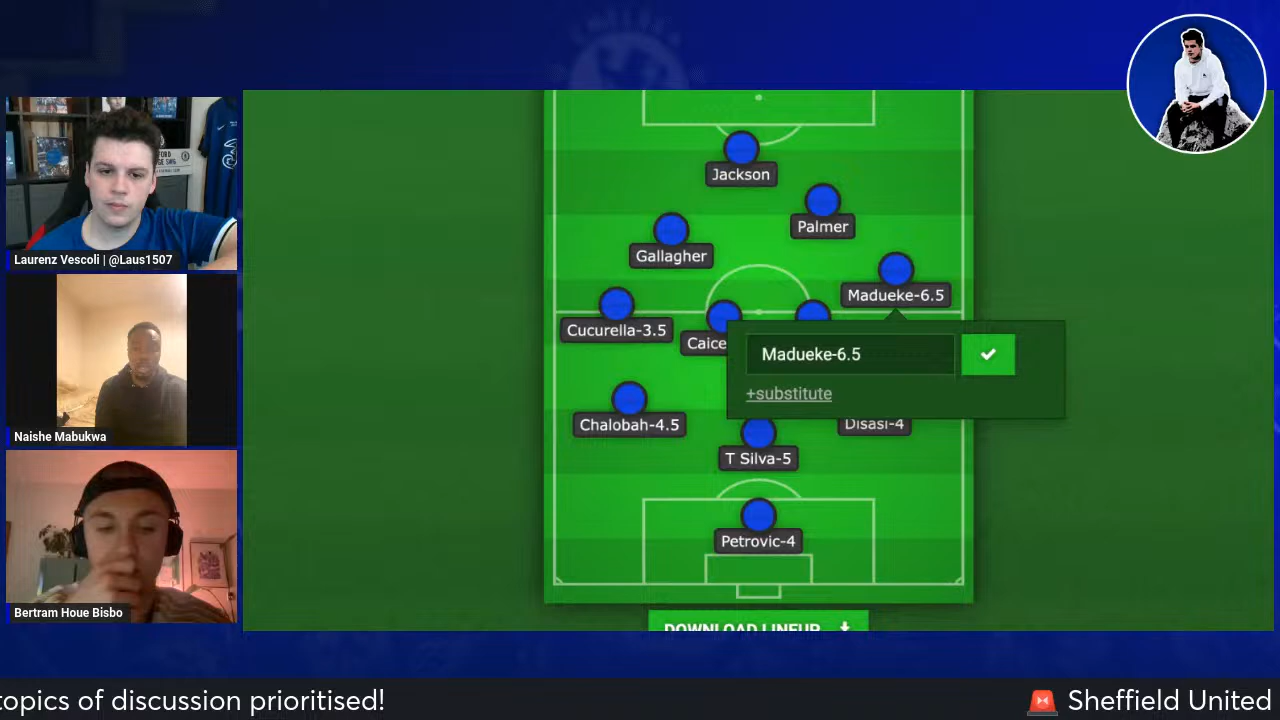 CHELSEA
Jackson
Palmer
Gallagher
Madueke-6.5
Cucurella-3.5
Caice
Madueke-6.5
+substitute
Chalobah-4.5
Disasi-4
T Silva-5
Petrovic-4
DOWNLOAD LINEUP
Laurenz Vescoli | @Laus1507
Naishe Mabukwa
Bertram Houe Bisbo
topics of discussion prioritised!
Sheffield United